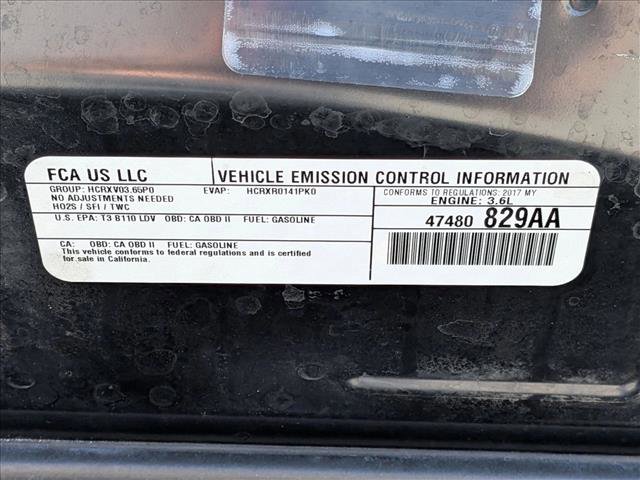 FCA US LLC
VEHICLE EMISSION CONTROL INFORMATION
GROUP: HCRXV03.65P0 EVAP: HCRXR0141PK0
NO ADJUSTMENTS NEEDED
HO2S / SFI / TWC
CONFORMS TO REGULATIONS: 2017 MY
ENGINE: 3.6L
U.S. EPA: T3 B110 LDV OBD: CA OBD II FUEL: GASOLINE
47480 829AA
CA: OBD: CA OBD II FUEL: GASOLINE
This vehicle conforms to federal regulations and is certified
for sale in California.